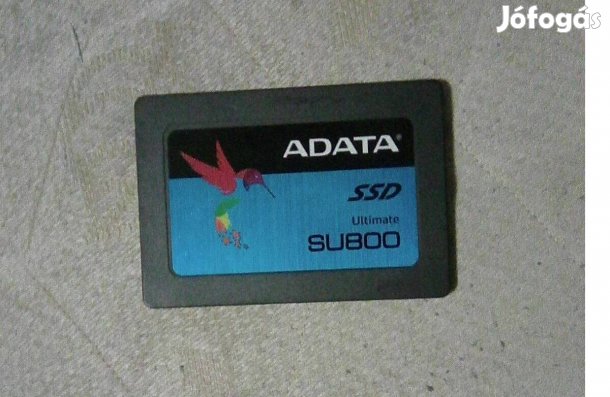 Jófogás
ADATA®
SSD
Ultimate
SU800